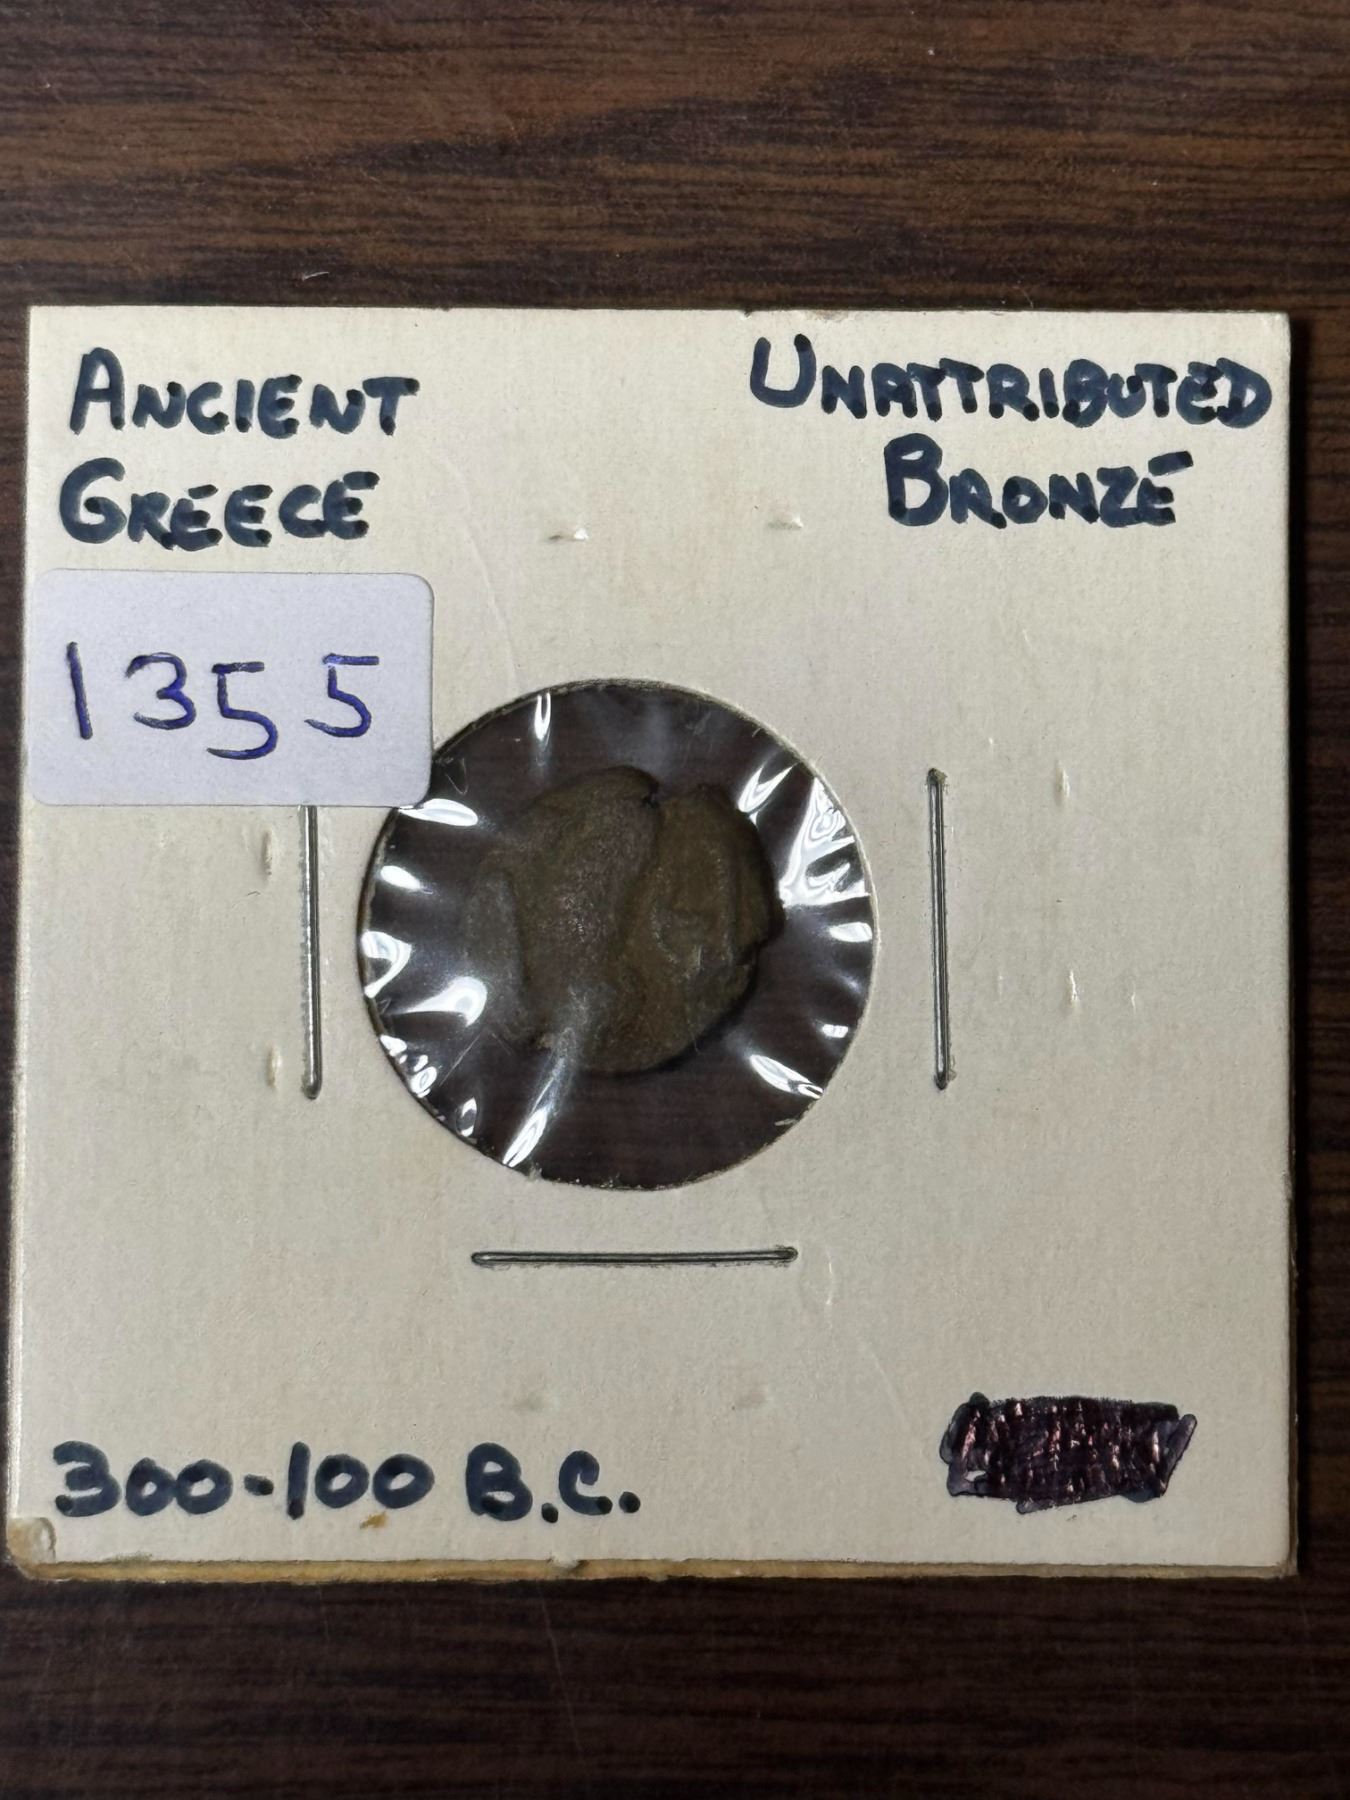 ANCIENT
GREECE
UNATTRIBUTED
BRONZE
1355
300-100 B.C.